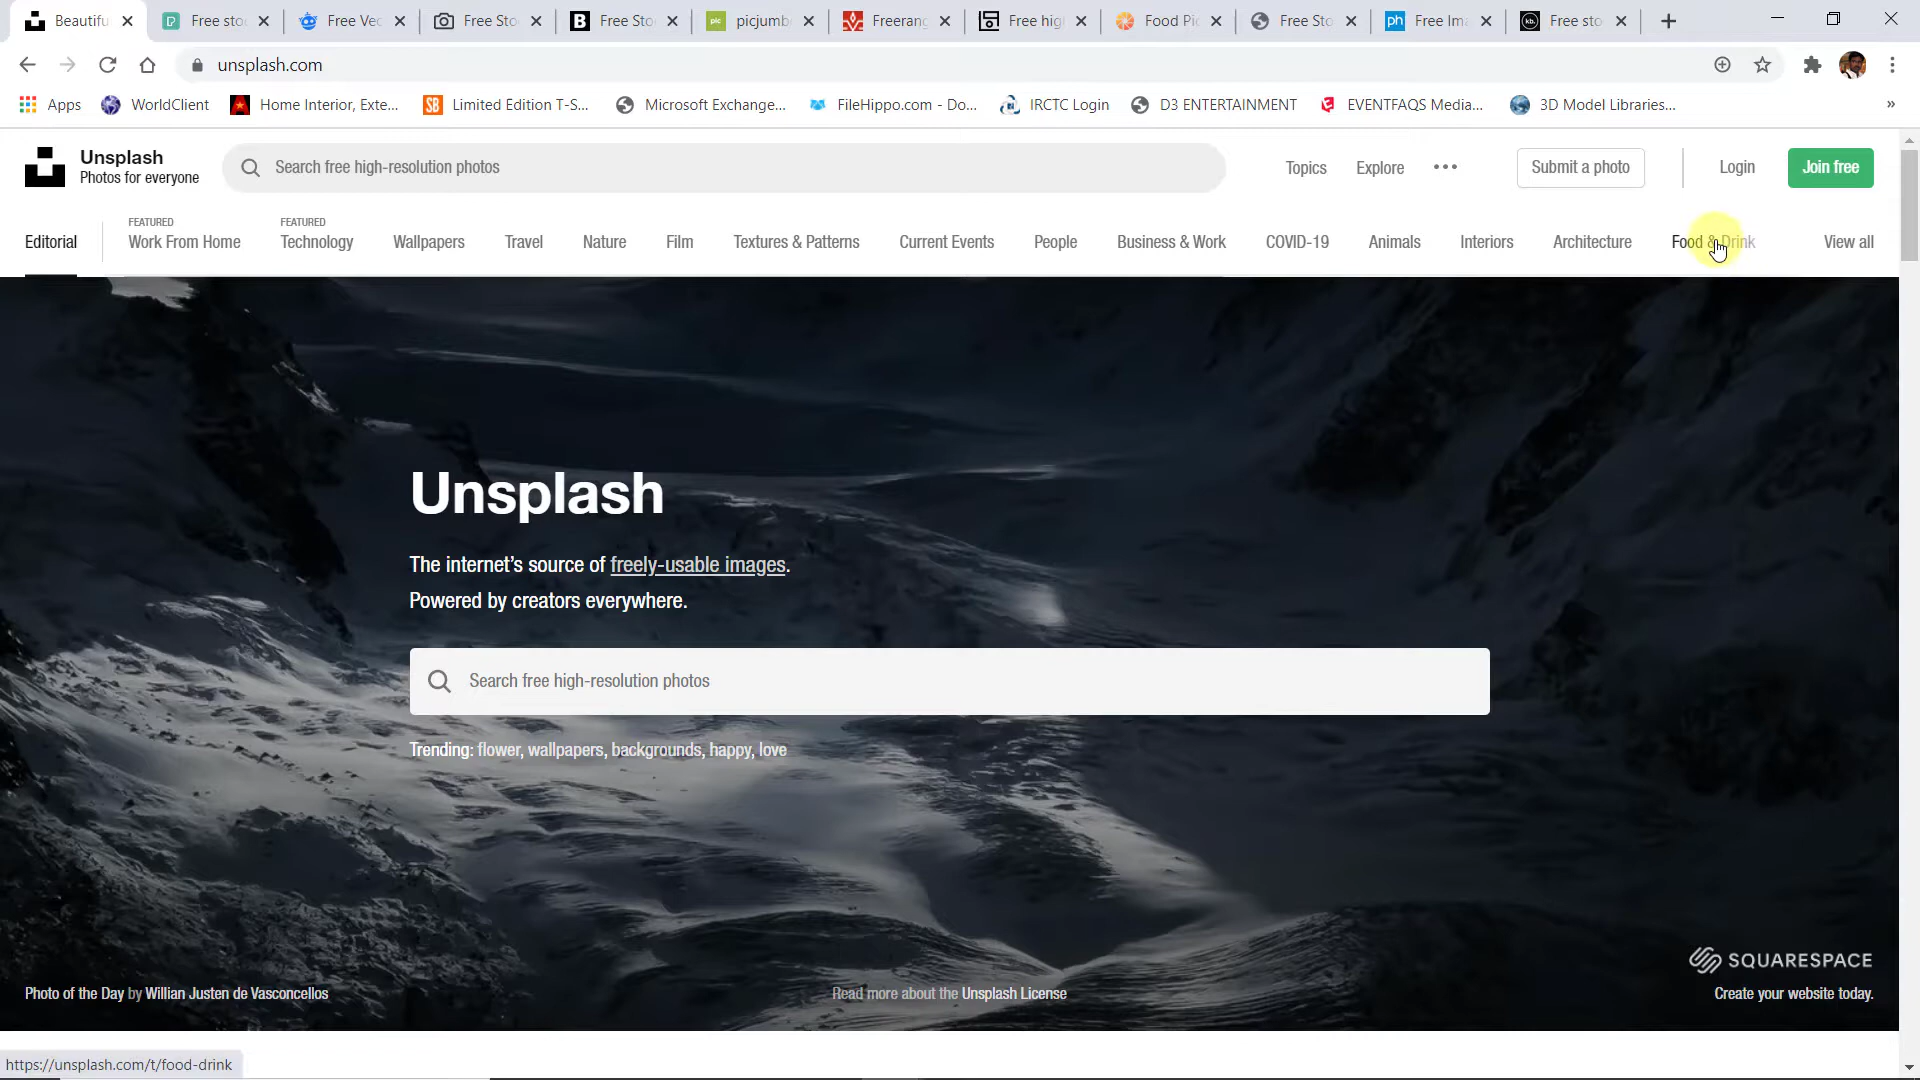 Beautifu
Free sto
Free Vec
Free Sto
B Free Sto
pic picjumb
Freerang
Free hig
Food Pic
Free Sto
ph Free Im
kb. Free sto
unsplash.com
Apps
WorldClient
Home Interior, Exte...
SB Limited Edition T-S...
Microsoft Exchange...
FileHippo.com - Do...
IRCTC Login
D3 ENTERTAINMENT
EVENTFAQS Media...
3D Model Libraries...
»
Unsplash
Photos for everyone
Search free high-resolution photos
Topics
Explore
Submit a photo
Login
Join free
Editorial
FEATURED
Work From Home
FEATURED
Technology
Wallpapers
Travel
Nature
Film
Textures & Patterns
Current Events
People
Business & Work
COVID-19
Animals
Interiors
Architecture
Food & Drink
View all
Unsplash
The internet's source of freely-usable images.
Powered by creators everywhere.
Search free high-resolution photos
Trending: flower, wallpapers, backgrounds, happy, love
SQUARESPACE
Photo of the Day by Willian Justen de Vasconcellos
Read more about the Unsplash License
Create your website today.
https://unsplash.com/t/food-drink